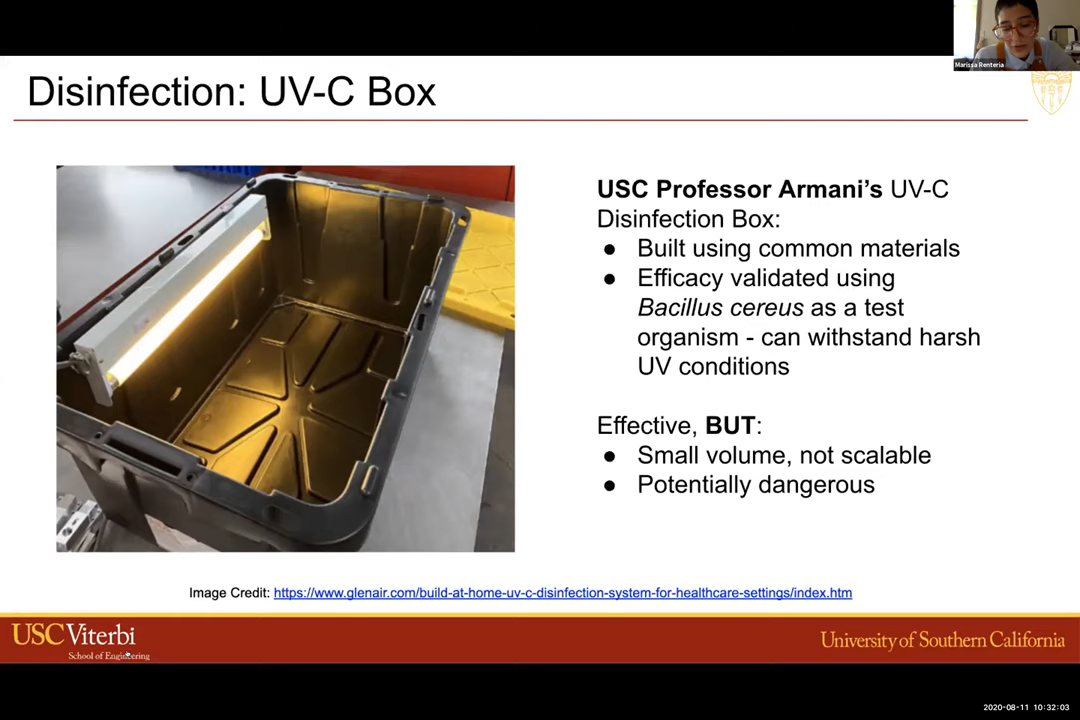 Marissa Renteria
Disinfection: UV-C Box
USC Professor Armani's UV-C
Disinfection Box:
● Built using common materials
● Efficacy validated using
Bacillus cereus as a test
organism - can withstand harsh
UV conditions
Effective, BUT:
● Small volume, not scalable
● Potentially dangerous
Image Credit: https://www.glenair.com/build-at-home-uv-c-disinfection-system-for-healthcare-settings/index.htm
USC Viterbi
School of Engineering
University of Southern California
2020-08-11 10:32:03